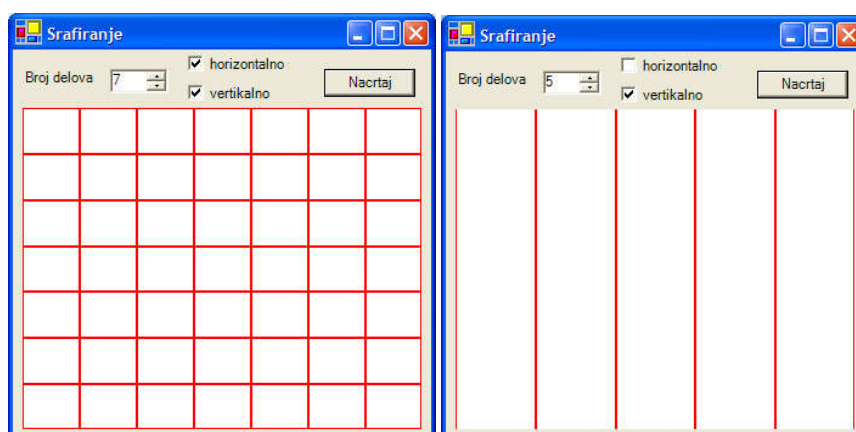 Srafiranje
Broj delova 7
horizontalno
vertikalno
Nacrtaj
Srafiranje
Broj delova 5
horizontalno
vertikalno
Nacrtaj